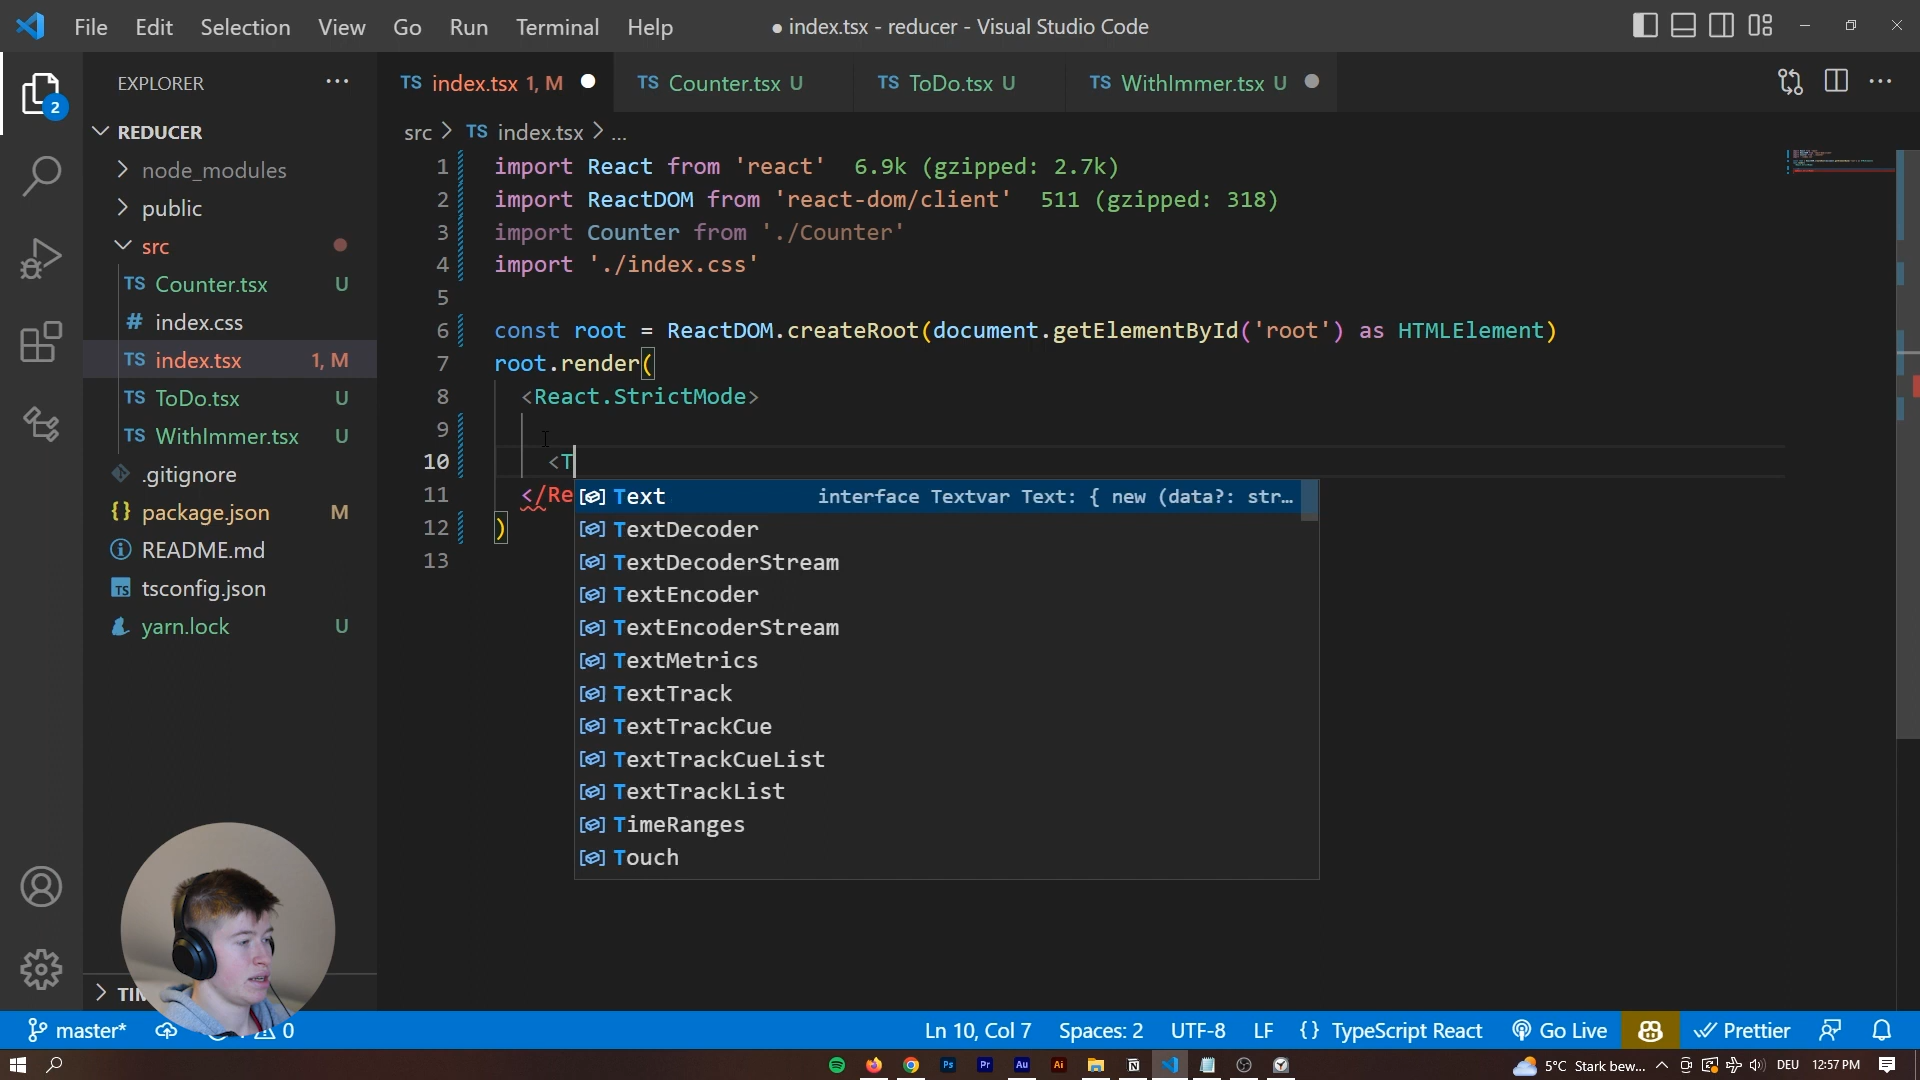 File Edit Selection View Go Run Terminal Help
● index.tsx - reducer - Visual Studio Code
EXPLORER
REDUCER
node_modules
public
src
TS Counter.tsx U
# index.css
TS index.tsx 1, M
TS ToDo.tsx U
TS WithImmer.tsx U
.gitignore
{} package.json M
README.md
TS tsconfig.json
yarn.lock U
2
TS index.tsx 1, M TS Counter.tsx U TS ToDo.tsx U TS WithImmer.tsx U
src > TS index.tsx > ...
1 import React from 'react' 6.9k (gzipped: 2.7k)
2 import ReactDOM from 'react-dom/client' 511 (gzipped: 318)
3 import Counter from './Counter'
4 import './index.css'
5
6 const root = ReactDOM.createRoot(document.getElementById('root') as HTMLElement)
7 root.render(
8 <React.StrictMode>
9
10 <T
11 </Re
12 )
13
Text interface Textvar Text: { new (data?: str...
TextDecoder
TextDecoderStream
TextEncoder
TextEncoderStream
TextMetrics
TextTrack
TextTrackCue
TextTrackCueList
TextTrackList
TimeRanges
Touch
master* 0 Ln 10, Col 7 Spaces: 2 UTF-8 LF {} TypeScript React Go Live Prettier
Ps Pr Au Ai 5°C Stark bew... DEU 12:57 PM